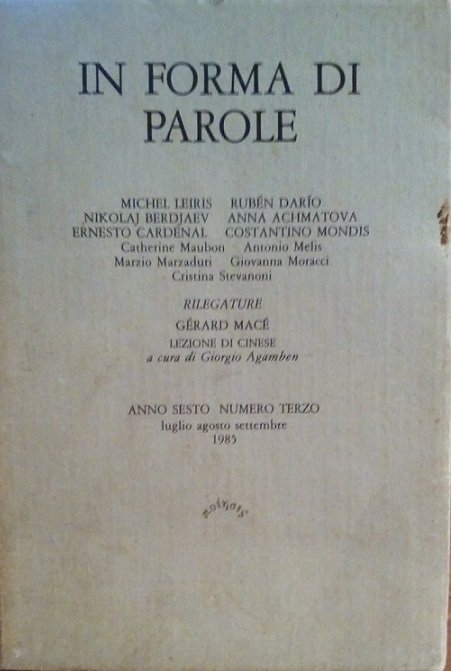 IN FORMA DI
PAROLE
MICHEL LEIRIS RUBÉN DARÍO
NIKOLAJ BERDJAEV ANNA ACHMATOVA
ERNESTO CARDENAL COSTANTINO MONDIS
Catherine Maubon Antonio Melis
Marzio Marzaduri Giovanna Moracci
Cristina Stevanoni
RILEGATURE
GÉRARD MACÉ
LEZIONE DI CINESE
a cura di Giorgio Agamben
ANNO SESTO NUMERO TERZO
luglio agosto settembre
1985
ποίησις